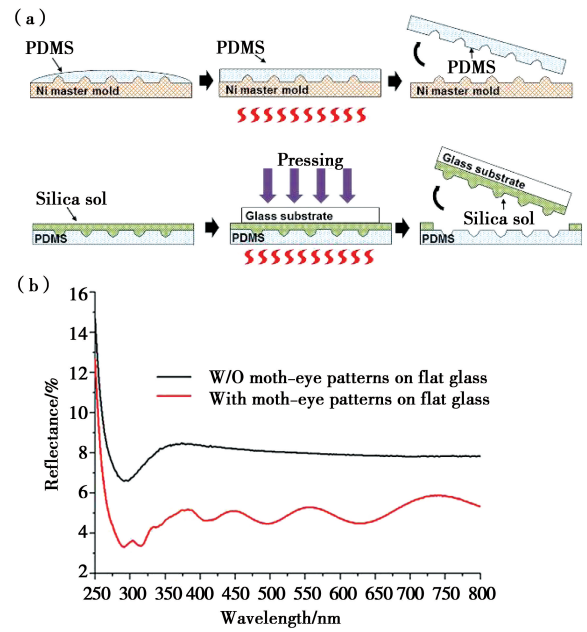 (a)
PDMS
Ni master mold
PDMS
Ni master mold
PDMS
Ni master mold
Silica sol
PDMS
Pressing
Glass substrate
PDMS
Glass substrate
Silica sol
PDMS
(b)
Reflectance/%
16
14
12
10
8
6
4
2
W/O moth-eye patterns on flat glass
With moth-eye patterns on flat glass
250 300 350 400 450 500 550 600 650 700 750 800
Wavelength/nm